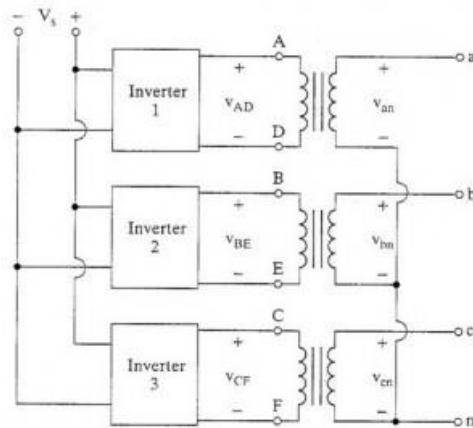 − V_s +
A
a
Inverter
1
+
v_AD
−
+
v_an
−
D
B
b
Inverter
2
+
v_BE
−
+
v_bn
−
E
C
c
Inverter
3
+
v_CF
−
+
v_cn
−
F
n